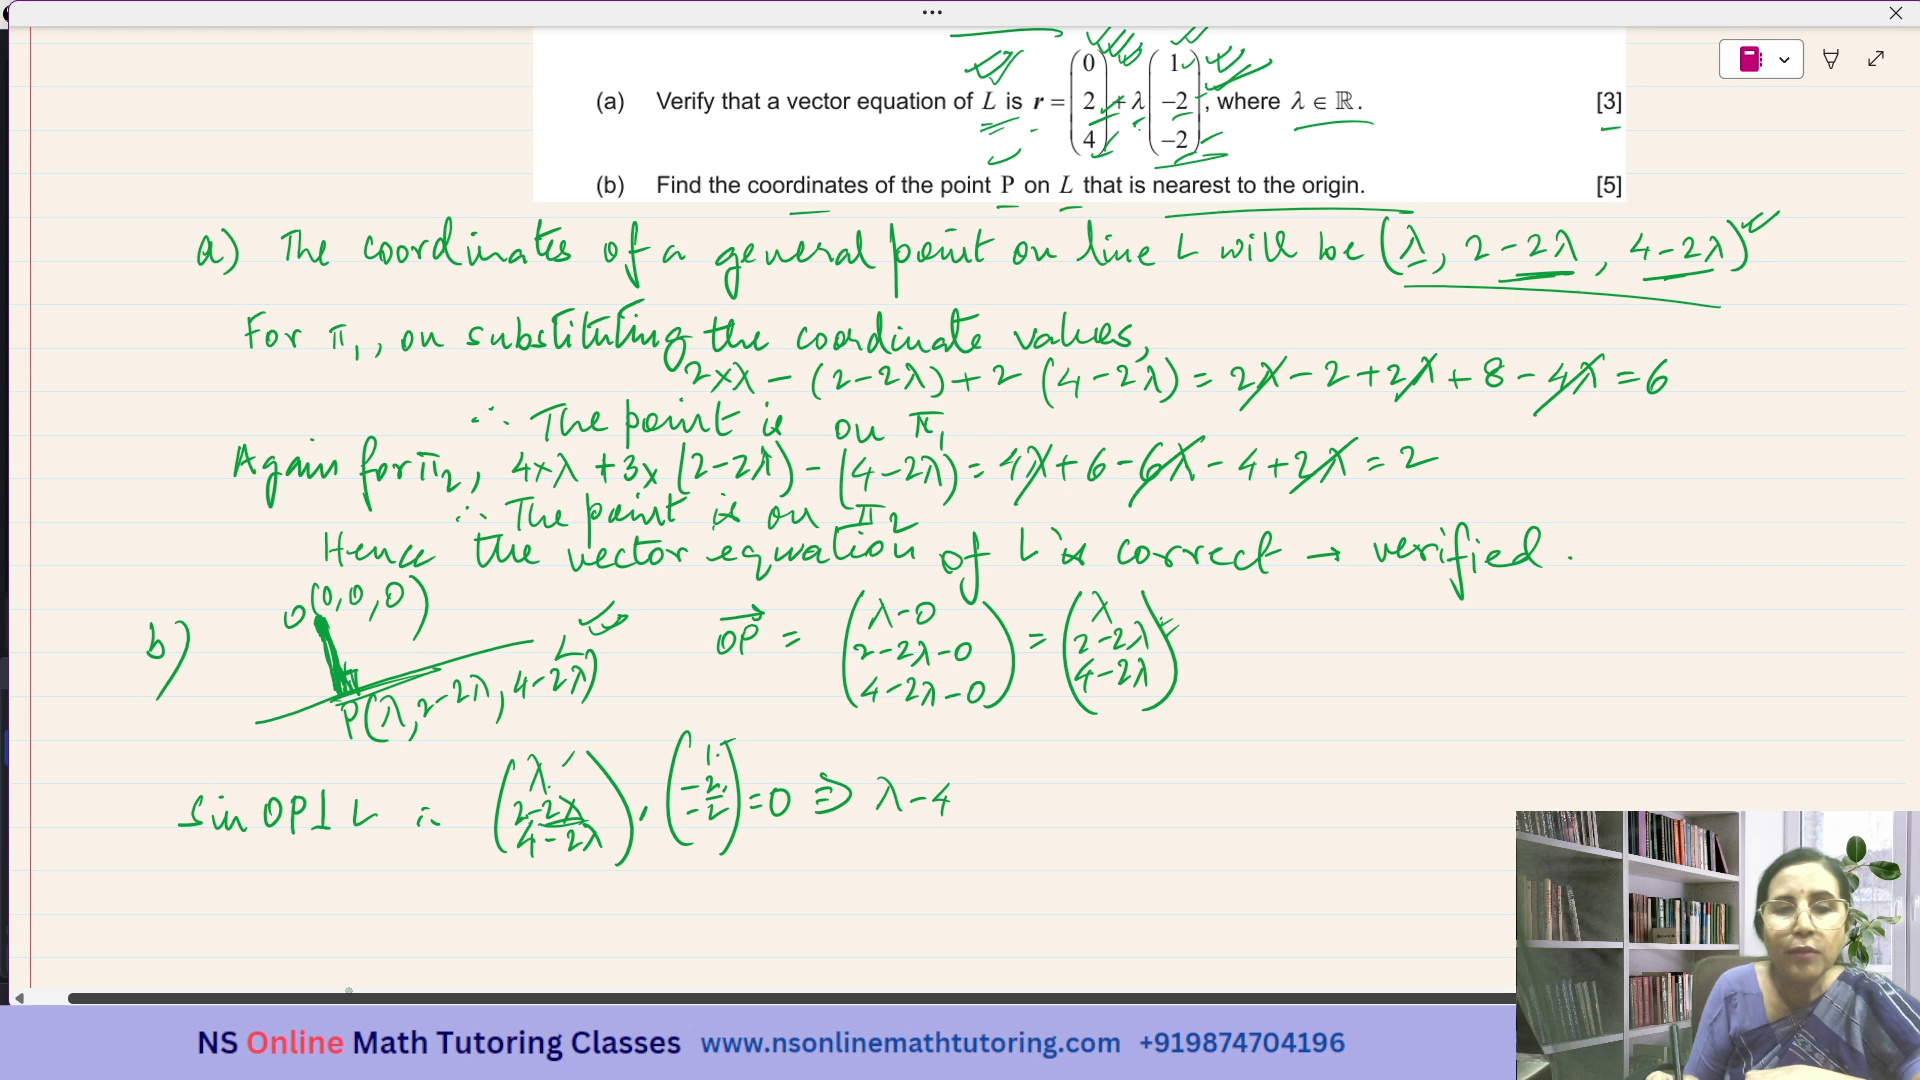 (a) Verify that a vector equation of L is r = (0 2 4) + λ (1 −2 −2), where λ ∈ ℝ. [3]
(b) Find the coordinates of the point P on L that is nearest to the origin. [5]
a) The coordinates of a general point on line L will be (λ, 2-2λ, 4-2λ)
For π₁, on substituting the coordinate values,
2×λ - (2-2λ) + 2 (4-2λ) = 2λ - 2 + 2λ + 8 - 4λ = 6
∴ The point is on π₁
Again for π₂, 4×λ + 3× (2-2λ) - (4-2λ) = 4λ + 6 - 6λ - 4 + 2λ = 2
∴ The point is on π₂
Hence the vector equation of L is correct → verified.
b) O(0,0,0) L P(λ, 2-2λ, 4-2λ)
OP = (λ-0 2-2λ-0 4-2λ-0) = (λ 2-2λ 4-2λ)
Sin OP⊥L ∴ (λ 2-2λ 4-2λ) . (1 -2 -2) = 0 ⇒ λ-4
NS Online Math Tutoring Classes www.nsonlinemathtutoring.com +919874704196